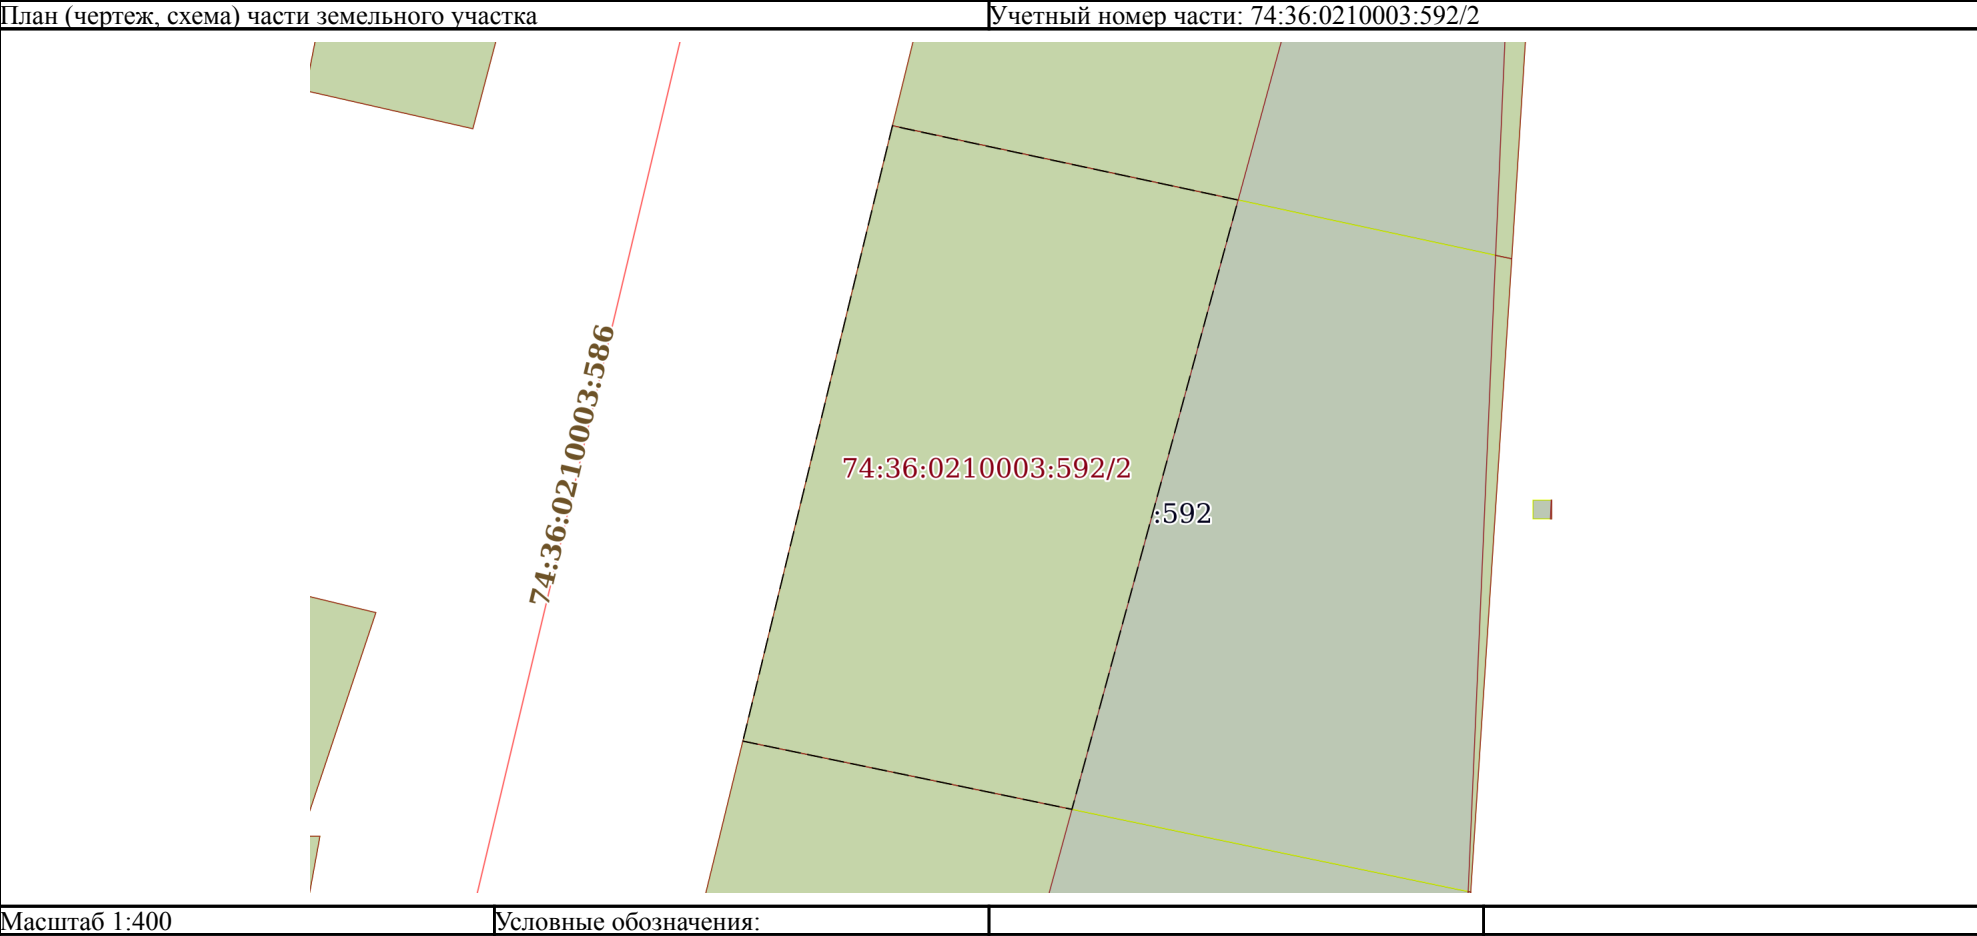 План (чертеж, схема) части земельного участка
Учетный номер части: 74:36:0210003:592/2
74:36:0210003:586
74:36:0210003:592/2
:592
Масштаб 1:400
Условные обозначения: